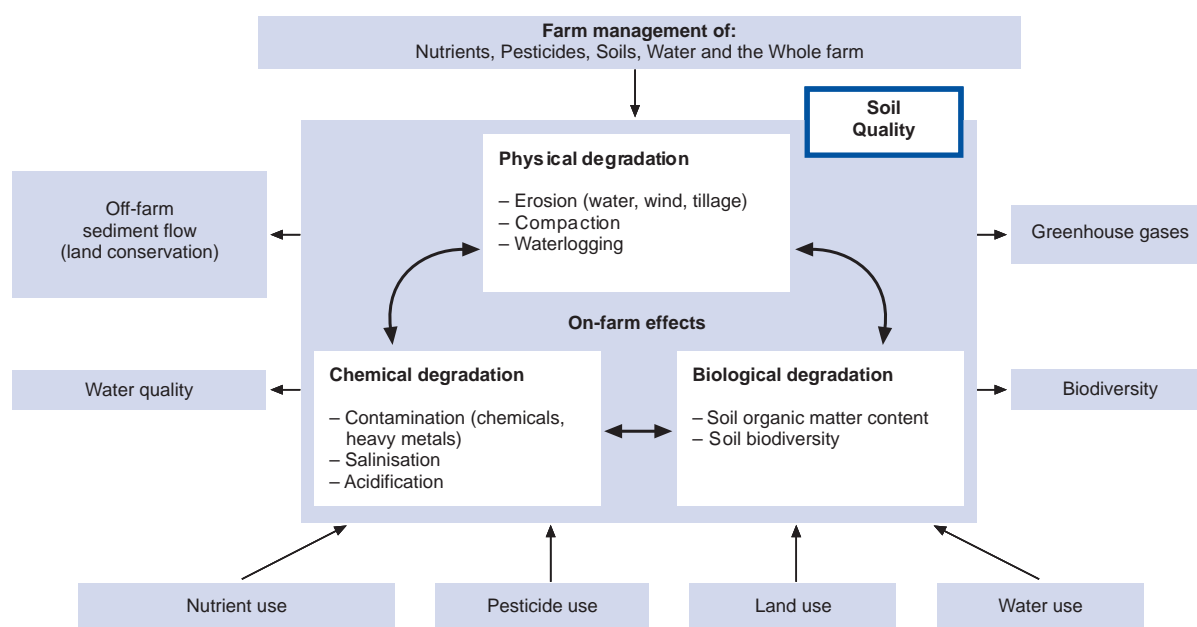 Farm management of:
Nutrients, Pesticides, Soils, Water and the Whole farm
Soil
Quality
Physical degradation
– Erosion (water, wind, tillage)
– Compaction
– Waterlogging
Off-farm
sediment flow
(land conservation)
Greenhouse gases
On-farm effects
Water quality
Chemical degradation
– Contamination (chemicals,
heavy metals)
– Salinisation
– Acidification
Biological degradation
– Soil organic matter content
– Soil biodiversity
Biodiversity
Nutrient use
Pesticide use
Land use
Water use